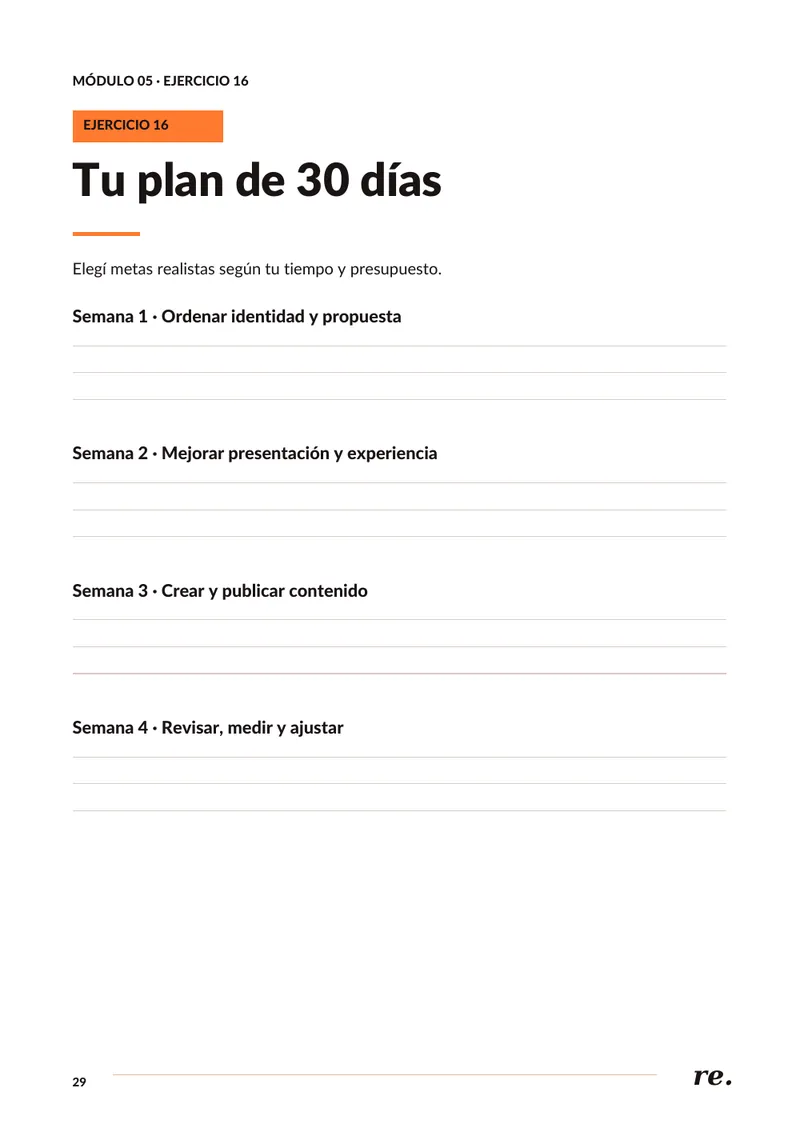 MÓDULO 05 · EJERCICIO 16
EJERCICIO 16
Tu plan de 30 días
Elegí metas realistas según tu tiempo y presupuesto.
Semana 1 · Ordenar identidad y propuesta
Semana 2 · Mejorar presentación y experiencia
Semana 3 · Crear y publicar contenido
Semana 4 · Revisar, medir y ajustar
29
re.